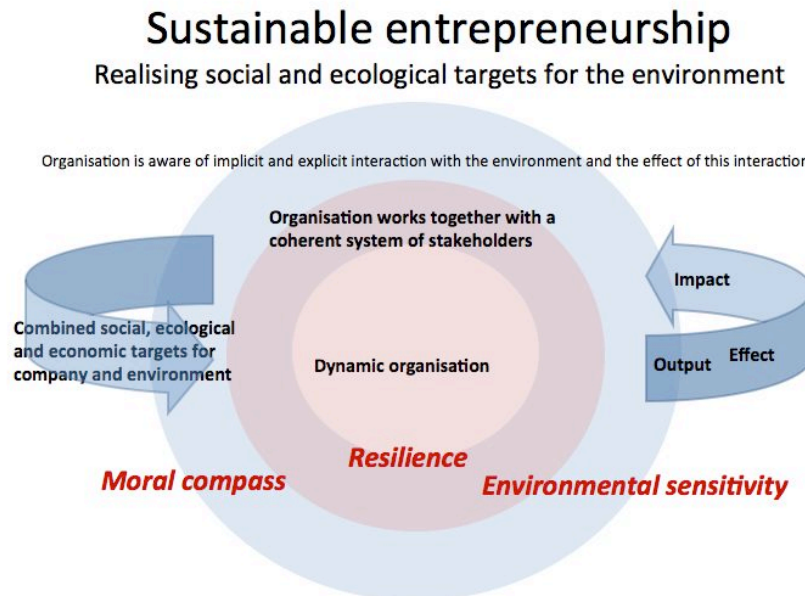 Sustainable entrepreneurship
Realising social and ecological targets for the environment
Organisation is aware of implicit and explicit interaction with the environment and the effect of this interaction
Organisation works together with a
coherent system of stakeholders
Impact
Combined social, ecological
and economic targets for
company and environment
Dynamic organisation
Output
Effect
Resilience
Moral compass
Environmental sensitivity